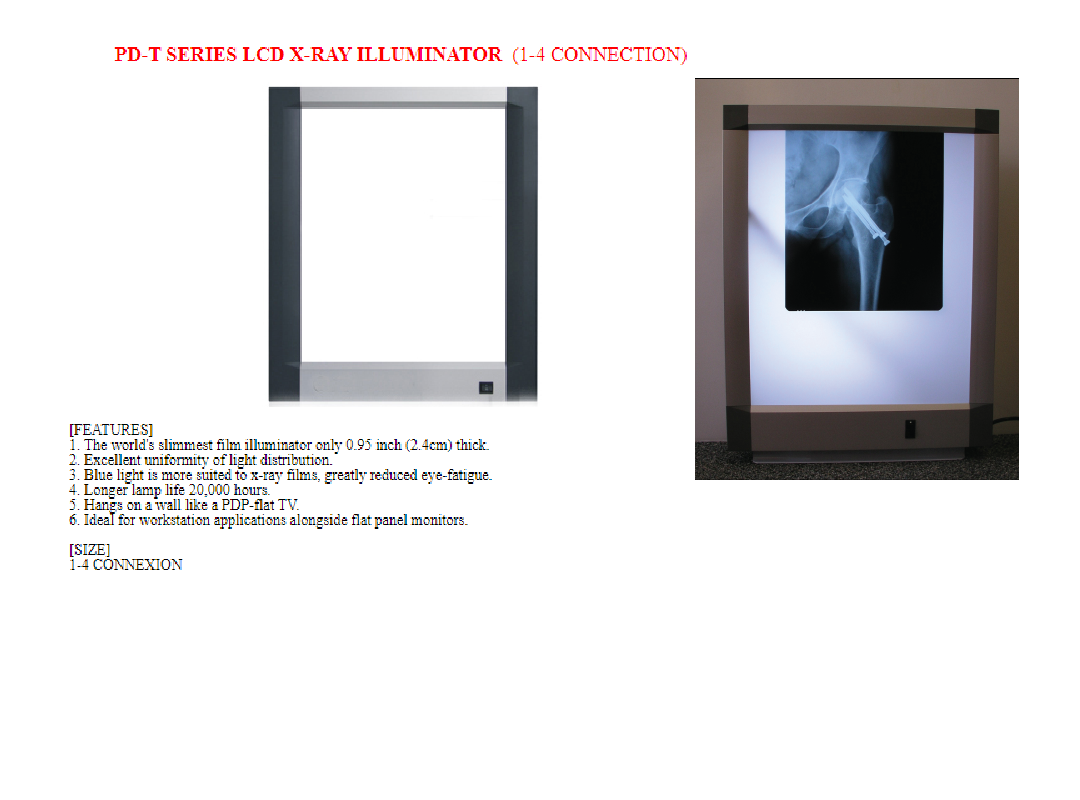 PD-T SERIES LCD X-RAY ILLUMINATOR (1-4 CONNECTION)
[FEATURES]
1. The world's slimmest film illuminator only 0.95 inch (2.4cm) thick.
2. Excellent uniformity of light distribution.
3. Blue light is more suited to x-ray films, greatly reduced eye-fatigue.
4. Longer lamp life 20,000 hours.
5. Hangs on a wall like a PDP-flat TV.
6. Ideal for workstation applications alongside flat panel monitors.
[SIZE]
1-4 CONNEXION